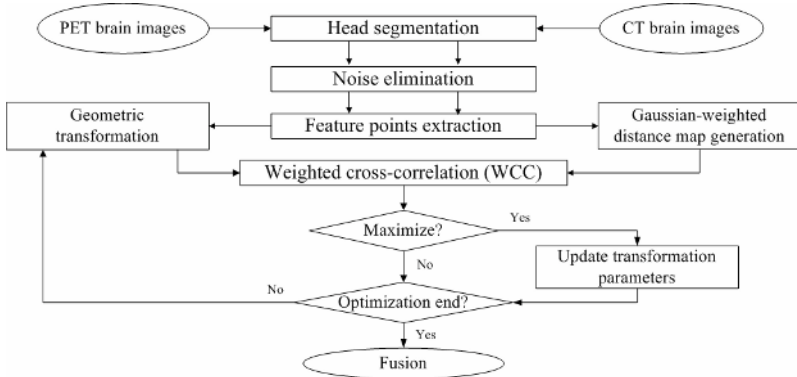 PET brain images
Head segmentation
CT brain images
Noise elimination
Geometric
transformation
Feature points extraction
Gaussian-weighted
distance map generation
Weighted cross-correlation (WCC)
Maximize?
Yes
Update transformation
parameters
No
No
Optimization end?
Yes
Fusion